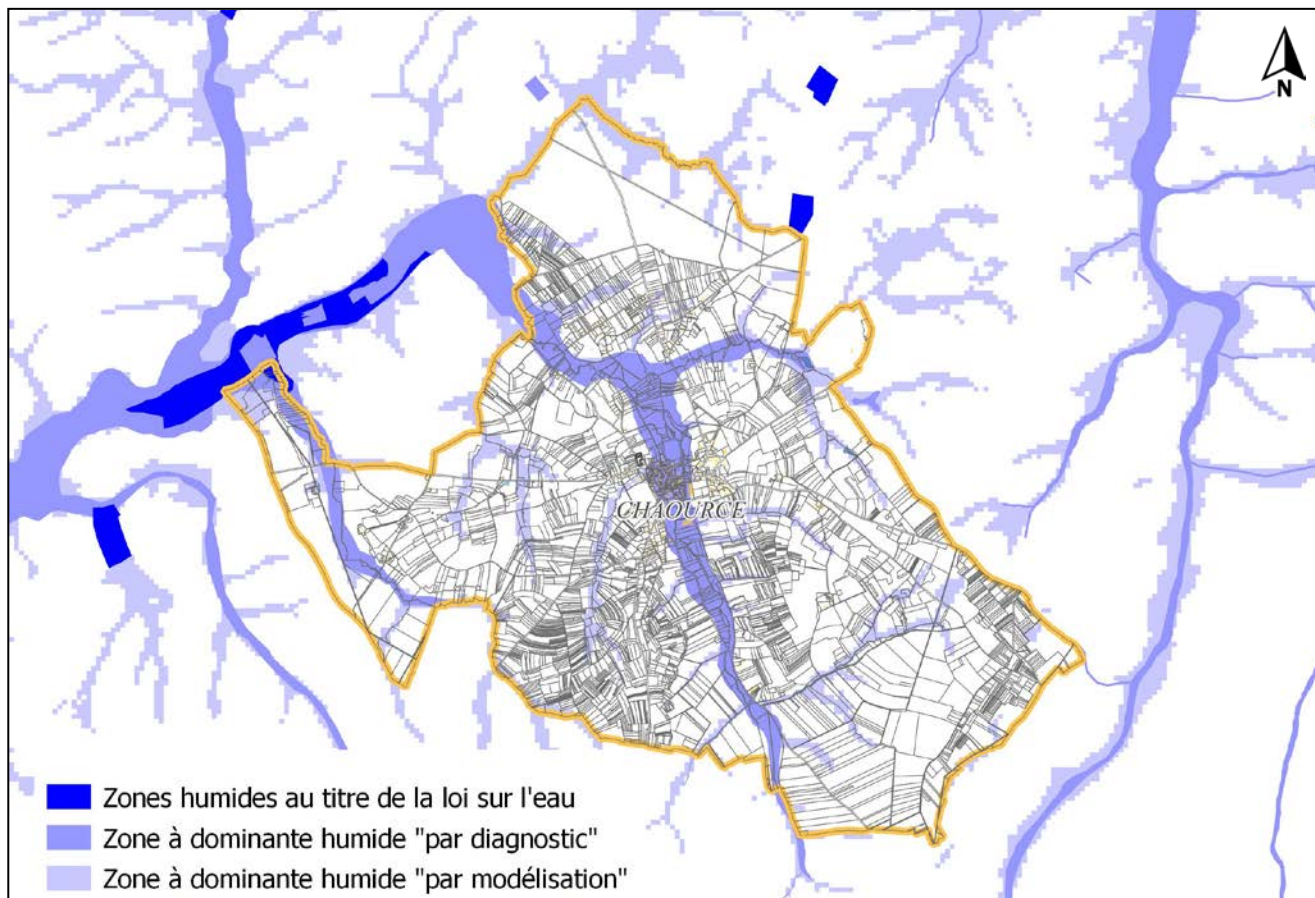 N
CHAOURCE
Zones humides au titre de la loi sur l'eau
Zone à dominante humide "par diagnostic"
Zone à dominante humide "par modélisation"